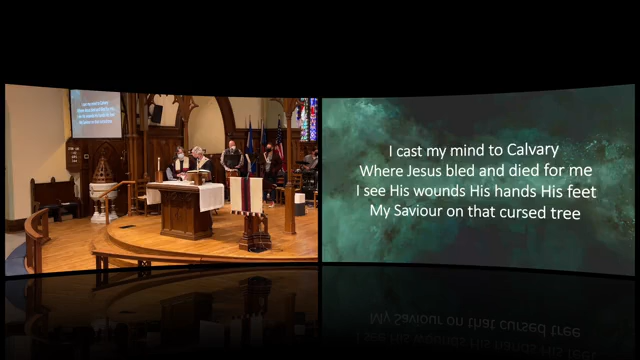 I cast my mind to Calvary
Where Jesus bled and died for me
I see His wounds His hands His feet
My Saviour on that cursed tree